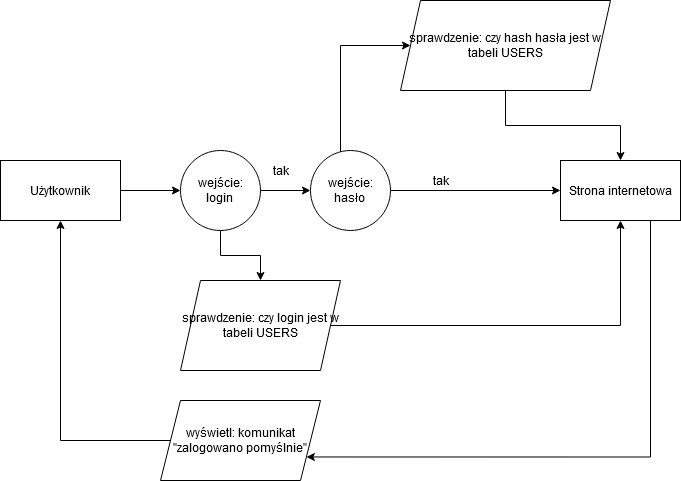 sprawdzenie: czy hash hasła jest w
tabeli USERS
Użytkownik
wejście:
login
tak
wejście:
hasło
tak
Strona internetowa
sprawdzenie: czy login jest w
tabeli USERS
wyświetl: komunikat
"zalogowano pomyślnie"